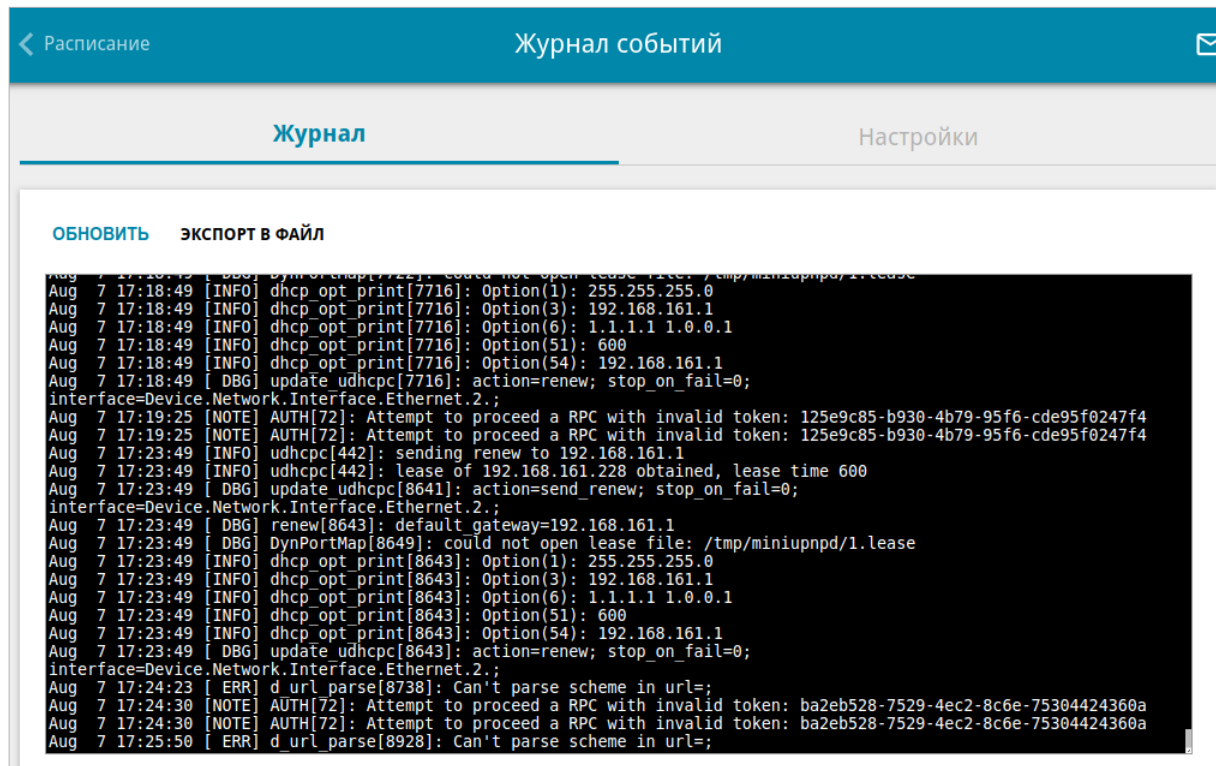 Расписание
Журнал событий
Журнал
Настройки
ОБНОВИТЬ ЭКСПОРТ В ФАЙЛ
Aug  7 17:18:49 [ DBG] DynPortMap[7722]: could not open lease file: /tmp/miniupnpd/1.lease
Aug  7 17:18:49 [INFO] dhcp_opt_print[7716]: Option(1): 255.255.255.0
Aug  7 17:18:49 [INFO] dhcp_opt_print[7716]: Option(3): 192.168.161.1
Aug  7 17:18:49 [INFO] dhcp_opt_print[7716]: Option(6): 1.1.1.1 1.0.0.1
Aug  7 17:18:49 [INFO] dhcp_opt_print[7716]: Option(51): 600
Aug  7 17:18:49 [INFO] dhcp_opt_print[7716]: Option(54): 192.168.161.1
Aug  7 17:18:49 [ DBG] update_udhcpc[7716]: action=renew; stop_on_fail=0;
interface=Device.Network.Interface.Ethernet.2.;
Aug  7 17:19:25 [NOTE] AUTH[72]: Attempt to proceed a RPC with invalid token: 125e9c85-b930-4b79-95f6-cde95f0247f4
Aug  7 17:19:25 [NOTE] AUTH[72]: Attempt to proceed a RPC with invalid token: 125e9c85-b930-4b79-95f6-cde95f0247f4
Aug  7 17:23:49 [INFO] udhcpc[442]: sending renew to 192.168.161.1
Aug  7 17:23:49 [INFO] udhcpc[442]: lease of 192.168.161.228 obtained, lease time 600
Aug  7 17:23:49 [ DBG] update_udhcpc[8641]: action=send_renew; stop_on_fail=0;
interface=Device.Network.Interface.Ethernet.2.;
Aug  7 17:23:49 [ DBG] renew[8643]: default_gateway=192.168.161.1
Aug  7 17:23:49 [ DBG] DynPortMap[8649]: could not open lease file: /tmp/miniupnpd/1.lease
Aug  7 17:23:49 [INFO] dhcp_opt_print[8643]: Option(1): 255.255.255.0
Aug  7 17:23:49 [INFO] dhcp_opt_print[8643]: Option(3): 192.168.161.1
Aug  7 17:23:49 [INFO] dhcp_opt_print[8643]: Option(6): 1.1.1.1 1.0.0.1
Aug  7 17:23:49 [INFO] dhcp_opt_print[8643]: Option(51): 600
Aug  7 17:23:49 [INFO] dhcp_opt_print[8643]: Option(54): 192.168.161.1
Aug  7 17:23:49 [ DBG] update_udhcpc[8643]: action=renew; stop_on_fail=0;
interface=Device.Network.Interface.Ethernet.2.;
Aug  7 17:24:23 [ ERR] d_url_parse[8738]: Can't parse scheme in url=;
Aug  7 17:24:30 [NOTE] AUTH[72]: Attempt to proceed a RPC with invalid token: ba2eb528-7529-4ec2-8c6e-75304424360a
Aug  7 17:24:30 [NOTE] AUTH[72]: Attempt to proceed a RPC with invalid token: ba2eb528-7529-4ec2-8c6e-75304424360a
Aug  7 17:25:50 [ ERR] d_url_parse[8928]: Can't parse scheme in url=;